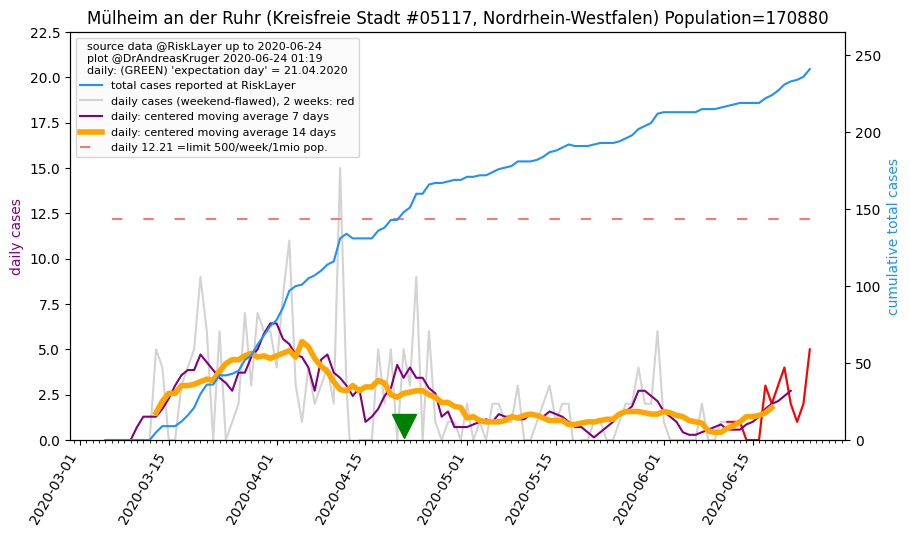 Mülheim an der Ruhr (Kreisfreie Stadt #05117, Nordrhein-Westfalen) Population=170880
source data @RiskLayer up to 2020-06-24
plot @DrAndreasKruger 2020-06-24 01:19
daily: (GREEN) 'expectation day' = 21.04.2020
total cases reported at RiskLayer
daily cases (weekend-flawed), 2 weeks: red
daily: centered moving average 7 days
daily: centered moving average 14 days
daily 12.21 =limit 500/week/1mio pop.
daily cases
22.5
20.0
17.5
15.0
12.5
10.0
7.5
5.0
2.5
0.0
250
200
150
100
50
0
cumulative total cases
2020-03-01
2020-03-15
2020-04-01
2020-04-15
2020-05-01
2020-05-15
2020-06-01
2020-06-15